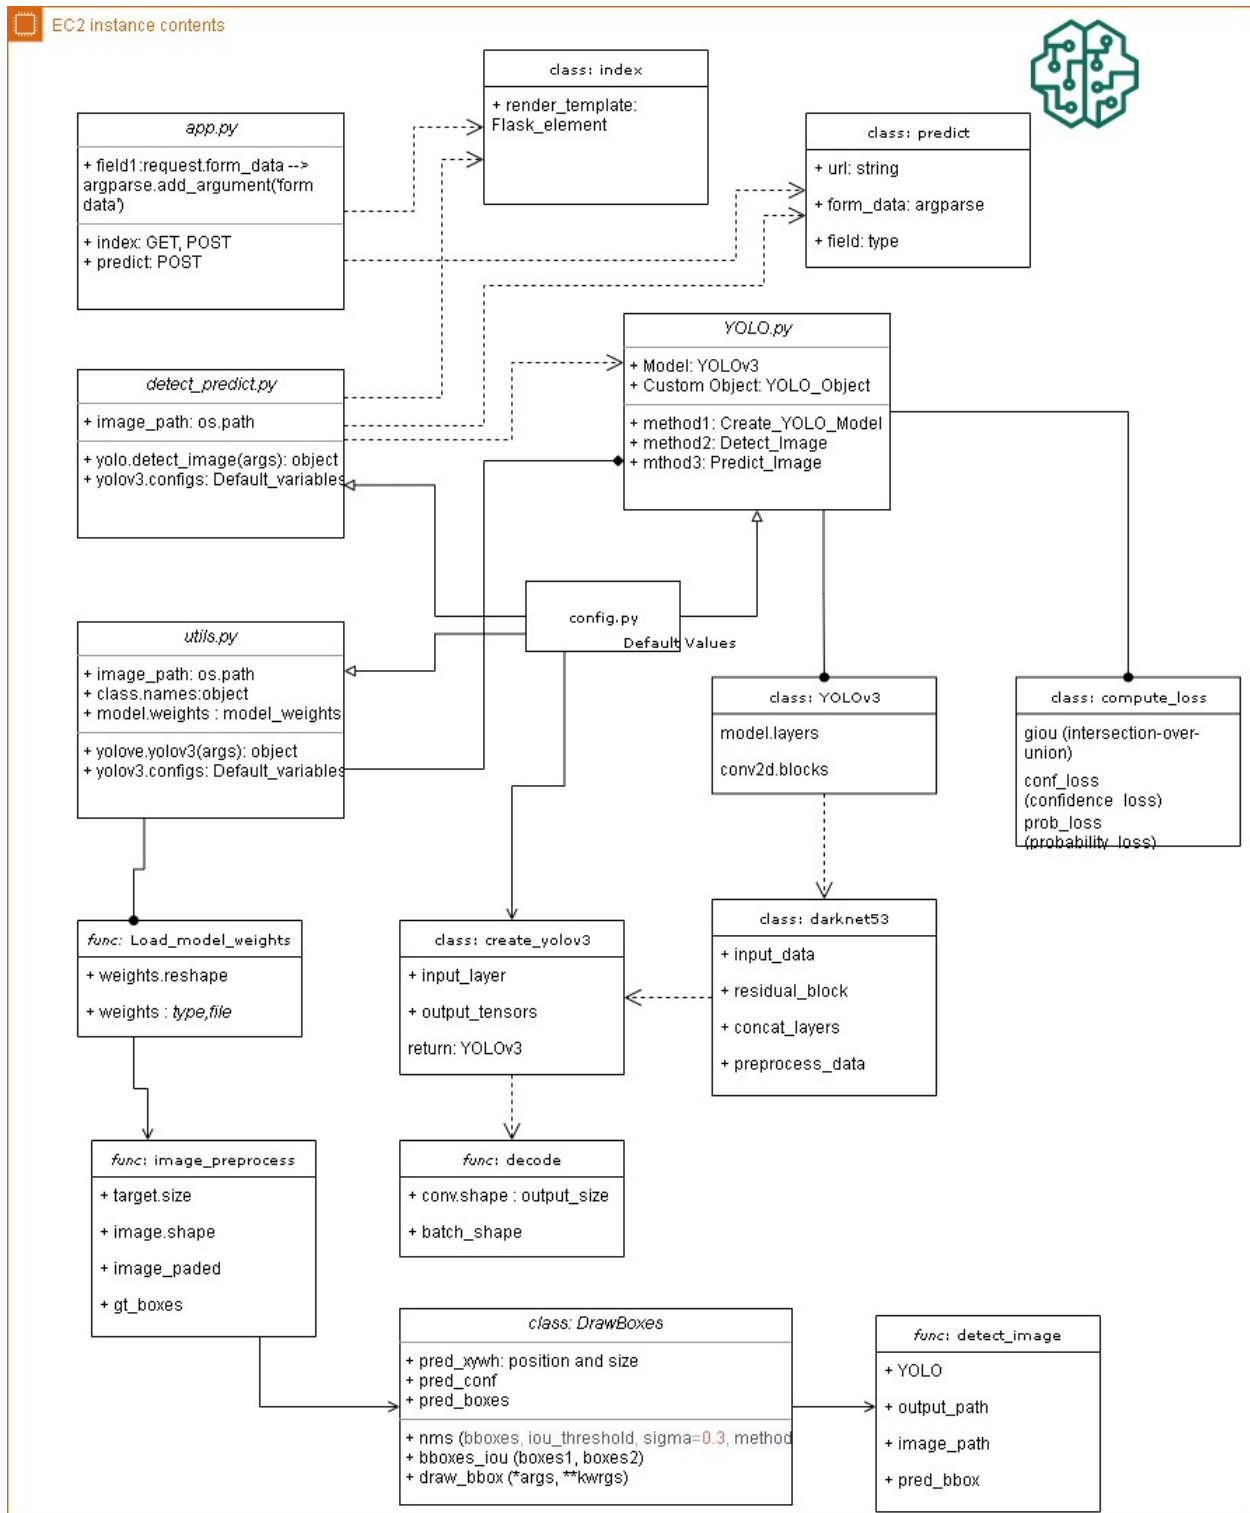 EC2 instance contents
class: index
+ render_template:
Flask_element
app.py
+ field1:request.form_data -->
argparse.add_argument('form
data')
+ index: GET, POST
+ predict: POST
class: predict
+ url: string
+ form_data: argparse
+ field: type
YOLO.py
+ Model: YOLOv3
+ Custom Object: YOLO_Object
+ method1: Create_YOLO_Model
+ method2: Detect_Image
+ mthod3: Predict_Image
detect_predict.py
+ image_path: os.path
+ yolo.detect_image(args): object
+ yolov3.configs: Default_variables
config.py
Default Values
utils.py
+ image_path: os.path
+ class.names:object
+ model.weights : model_weights
+ yolove.yolov3(args): object
+ yolov3.configs: Default_variables
class: YOLOv3
model.layers
conv2d.blocks
class: compute_loss
giou (intersection-over-
union)
conf_loss
(confidence_loss)
prob_loss
(probability_loss)
func: Load_model_weights
+ weights.reshape
+ weights : type,file
class: create_yolov3
+ input_layer
+ output_tensors
return: YOLOv3
class: darknet53
+ input_data
+ residual_block
+ concat_layers
+ preprocess_data
func: image_preprocess
+ target.size
+ image.shape
+ image_paded
+ gt_boxes
func: decode
+ conv.shape : output_size
+ batch_shape
class: DrawBoxes
+ pred_xywh: position and size
+ pred_conf
+ pred_boxes
+ nms (bboxes, iou_threshold, sigma=0.3, method
+ bboxes_iou (boxes1, boxes2)
+ draw_bbox (*args, **kwrgs)
func: detect_image
+ YOLO
+ output_path
+ image_path
+ pred_bbox